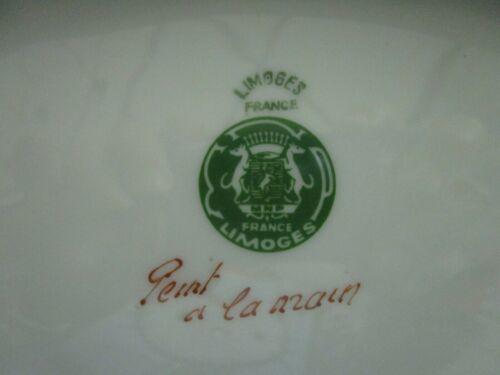 LIMOGES
FRANCE
M.N.P.
FRANCE
LIMOGES
Peint
a la main